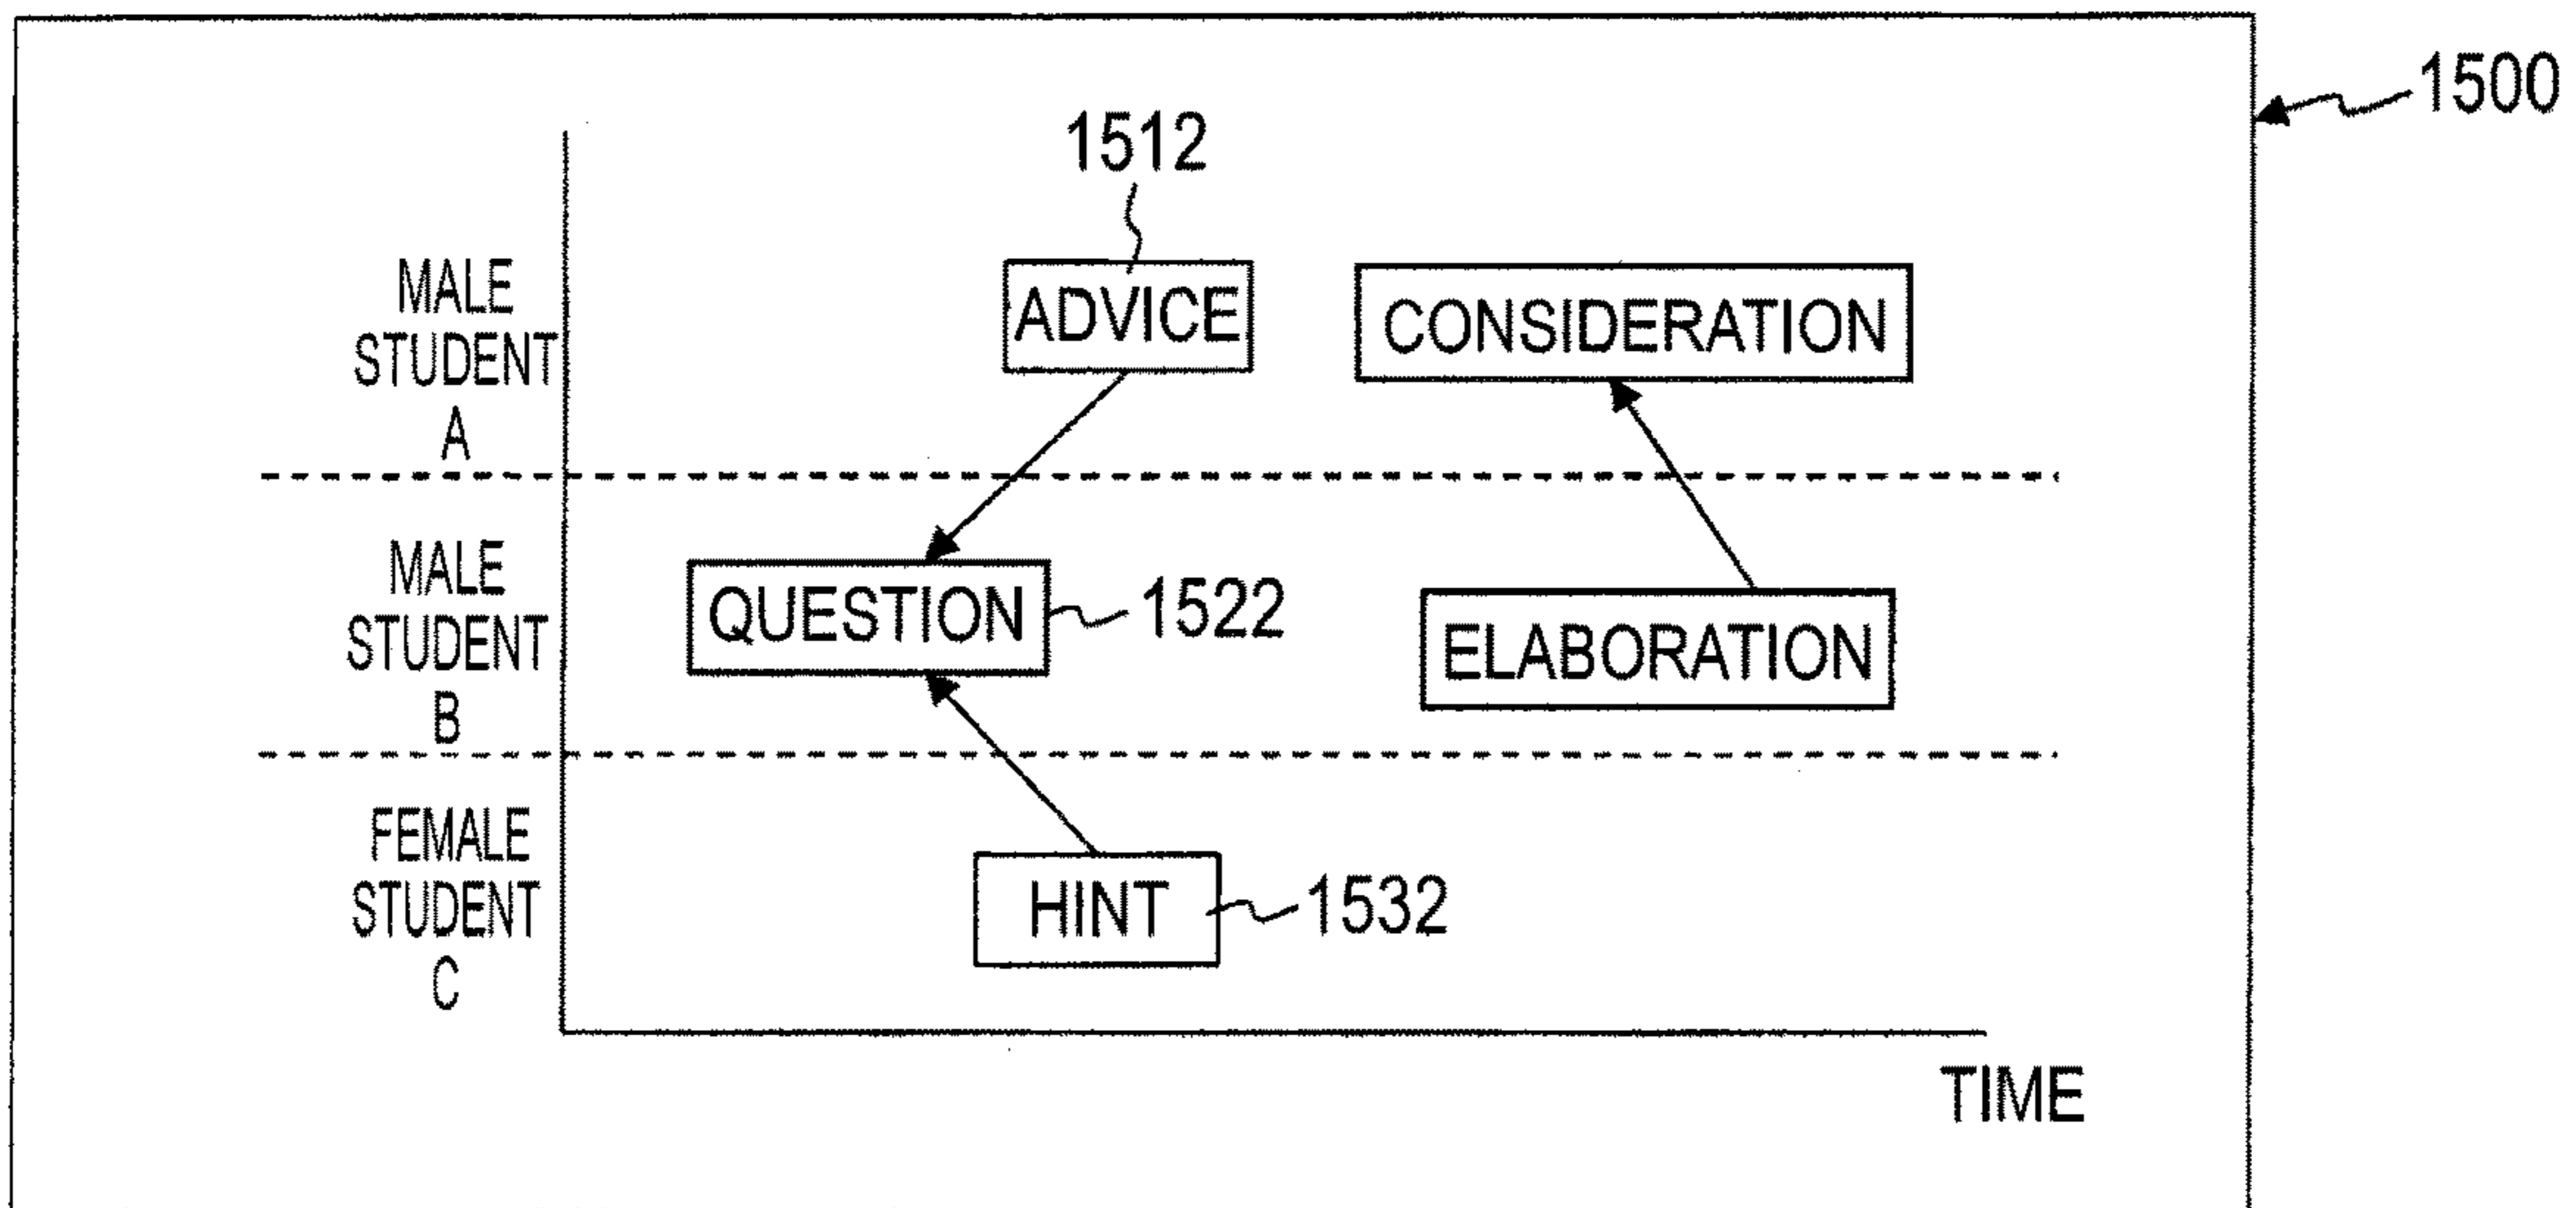 1500
1512
MALE
STUDENT
A
ADVICE
CONSIDERATION
MALE
STUDENT
B
QUESTION
1522
ELABORATION
FEMALE
STUDENT
C
HINT
1532
TIME